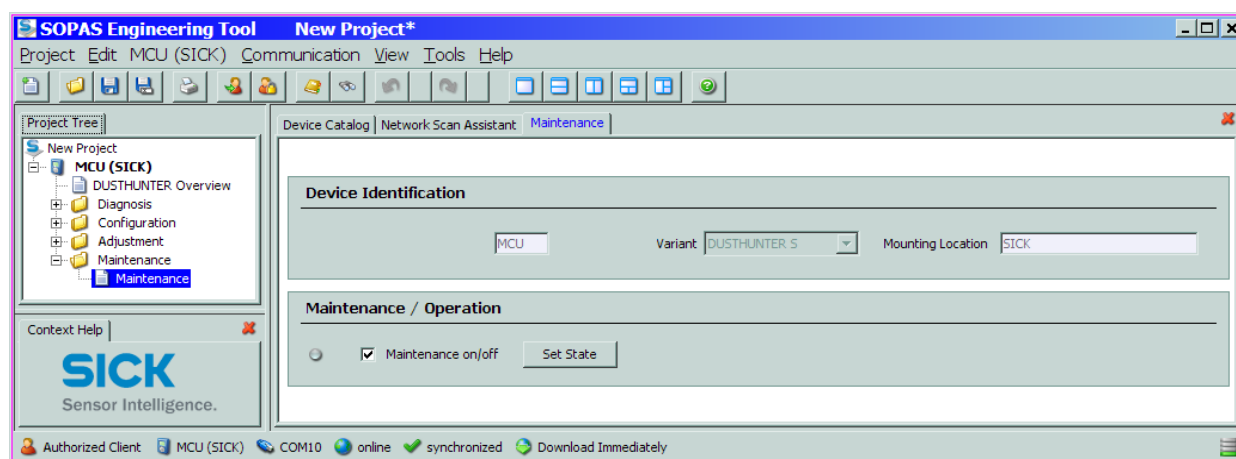 SOPAS Engineering Tool New Project*
Project Edit MCU (SICK) Communication View Tools Help
Project Tree
New Project
MCU (SICK)
DUSTHUNTER Overview
Diagnosis
Configuration
Adjustment
Maintenance
Maintenance
Context Help
SICK
Sensor Intelligence.
Device Catalog Network Scan Assistant Maintenance
Device Identification
MCU Variant DUSTHUNTER S Mounting Location SICK
Maintenance / Operation
Maintenance on/off Set State
Authorized Client MCU (SICK) COM10 online synchronized Download Immediately